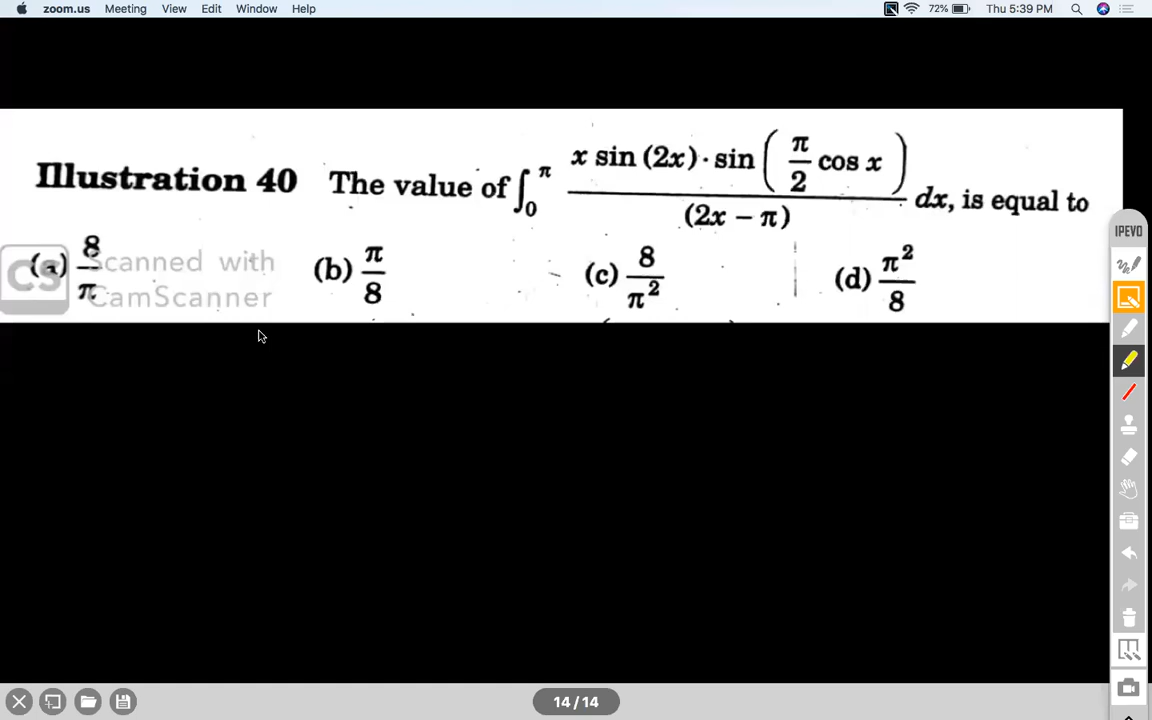 zoom.us Meeting View Edit Window Help 72% Thu 5:39 PM
Illustration 40 The value of ∫₀^π x sin (2x) · sin (π/2 cos x) / (2x − π) dx, is equal to
(a) 8/π (b) π/8 (c) 8/π² (d) π²/8
CS Scanned with
CamScanner
IPEVO
14 / 14